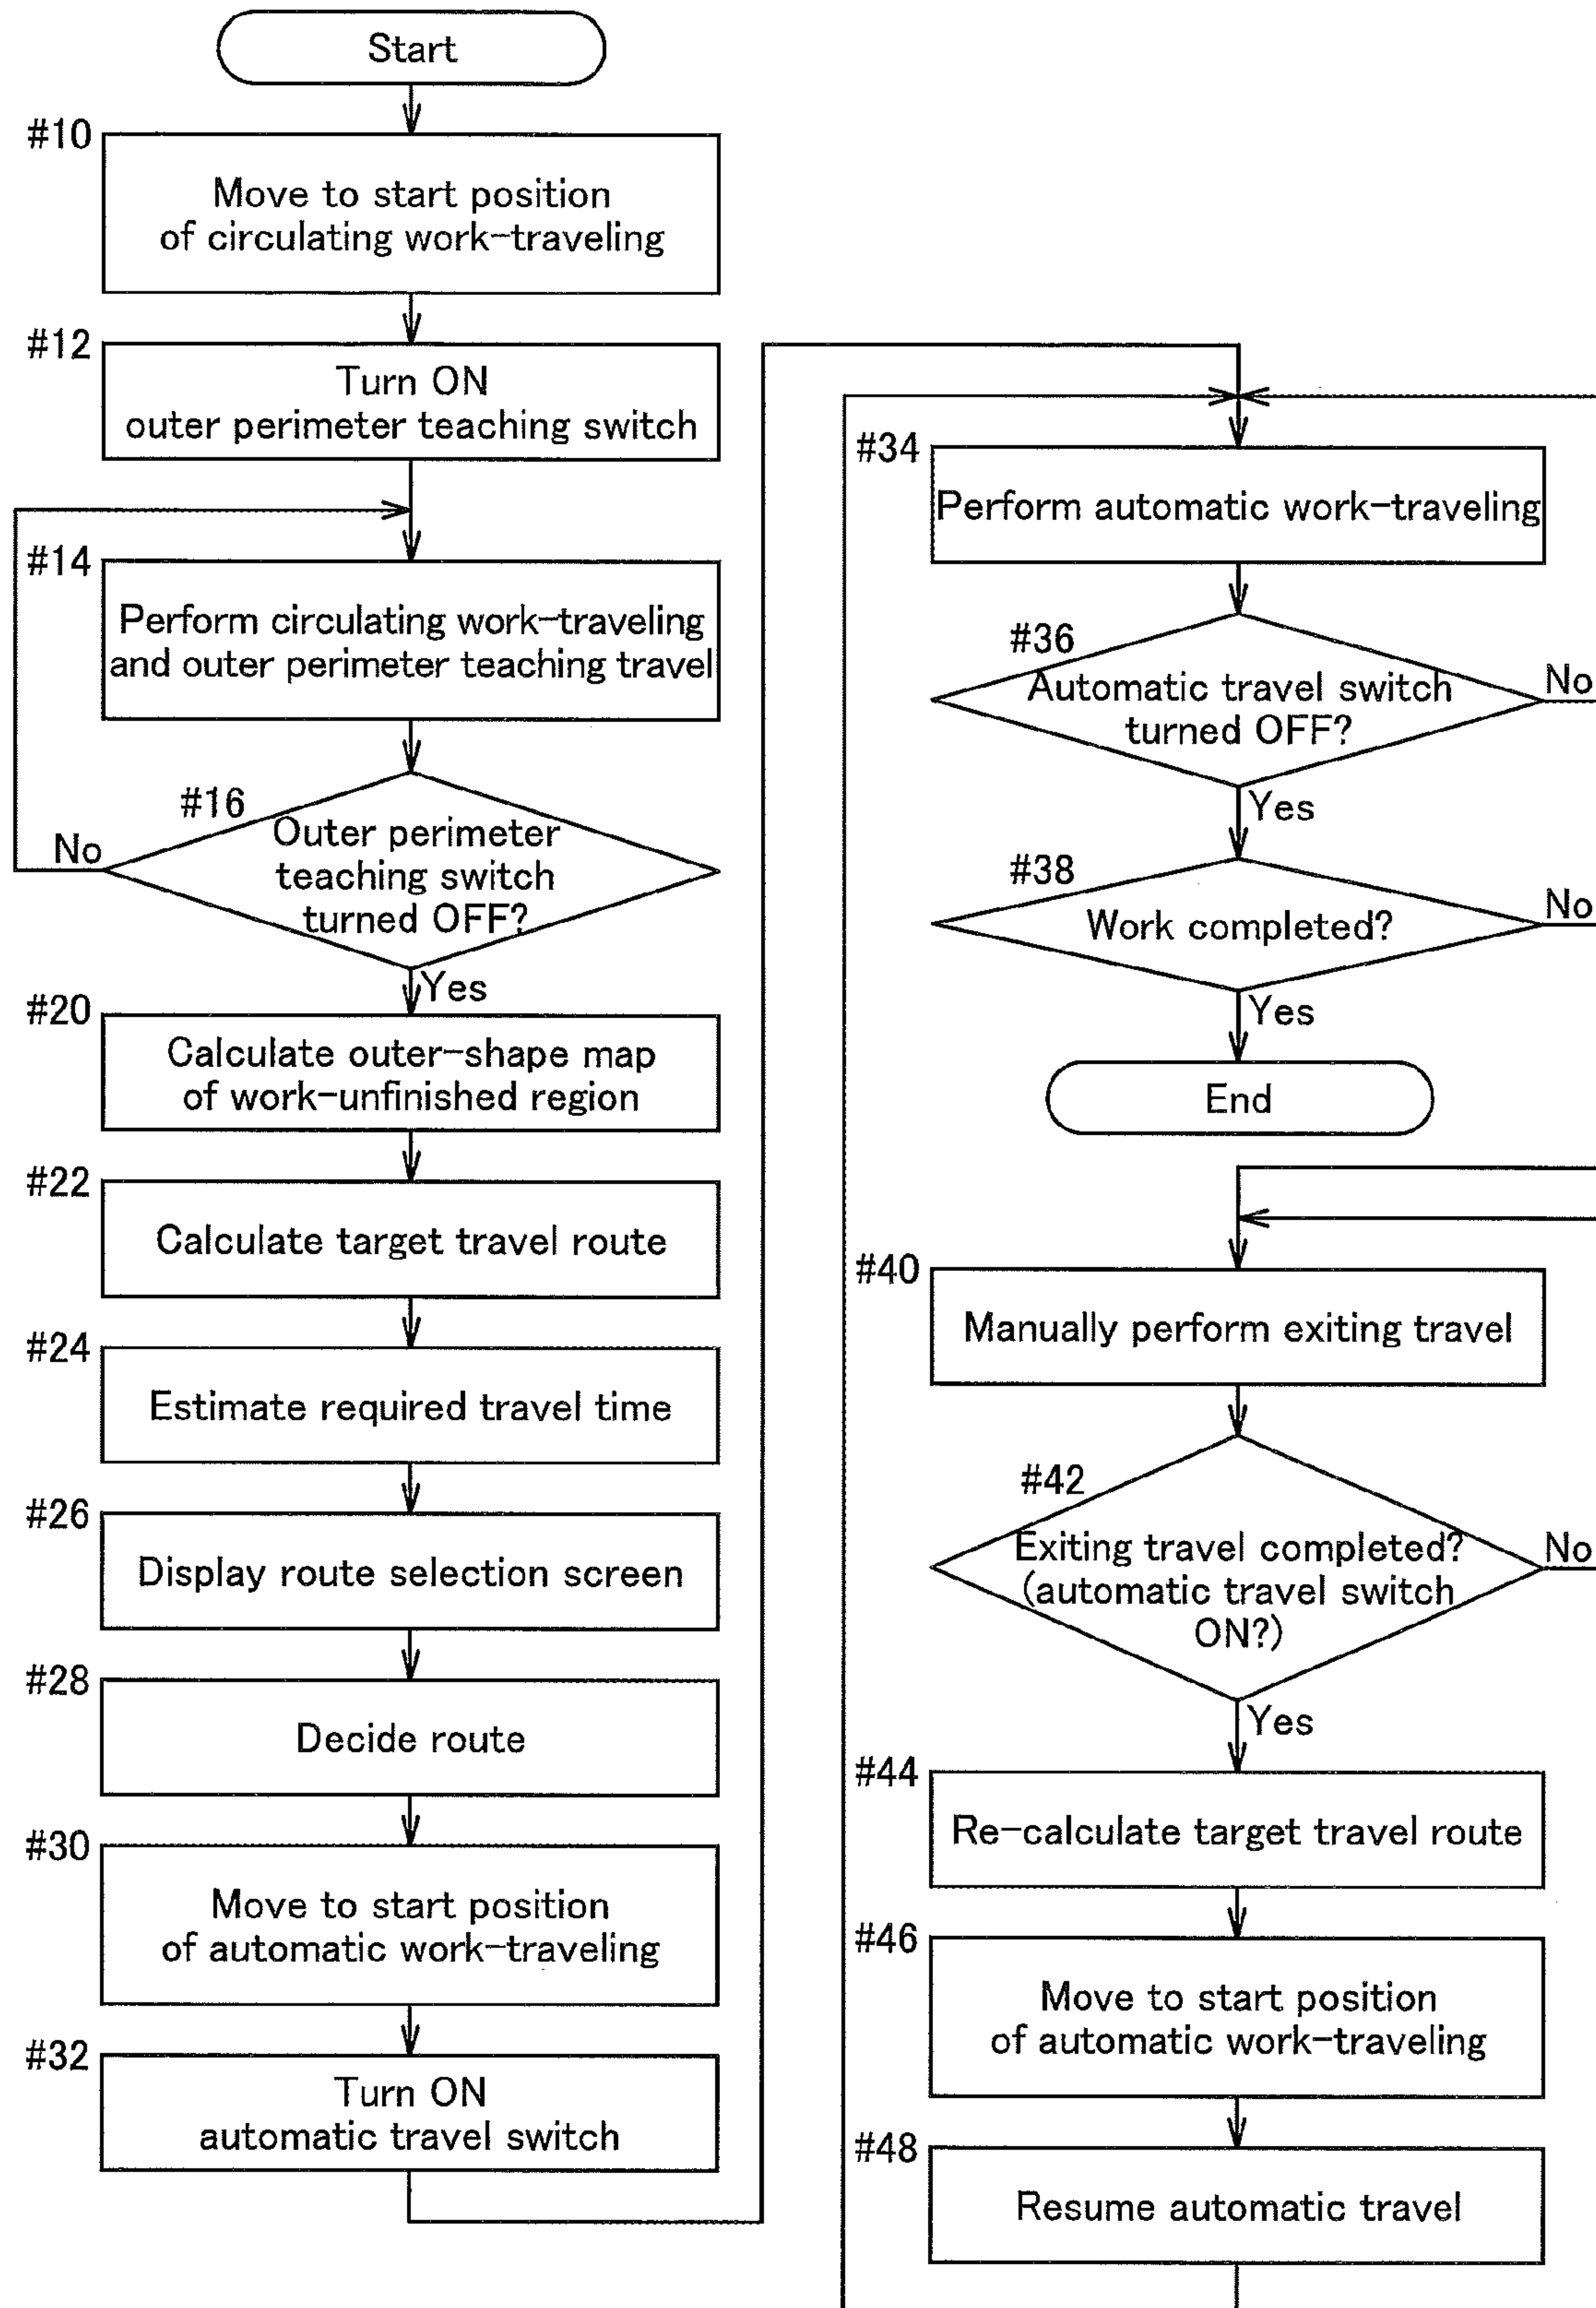 Start
#10
Move to start position
of circulating work-traveling
#12
Turn ON
outer perimeter teaching switch
#14
Perform circulating work-traveling
and outer perimeter teaching travel
#16
Outer perimeter
teaching switch
turned OFF?
No
Yes
#20
Calculate outer-shape map
of work-unfinished region
#22
Calculate target travel route
#24
Estimate required travel time
#26
Display route selection screen
#28
Decide route
#30
Move to start position
of automatic work-traveling
#32
Turn ON
automatic travel switch
#34
Perform automatic work-traveling
#36
Automatic travel switch
turned OFF?
No
Yes
#38
Work completed?
No
Yes
End
#40
Manually perform exiting travel
#42
Exiting travel completed?
(automatic travel switch
ON?)
No
Yes
#44
Re-calculate target travel route
#46
Move to start position
of automatic work-traveling
#48
Resume automatic travel